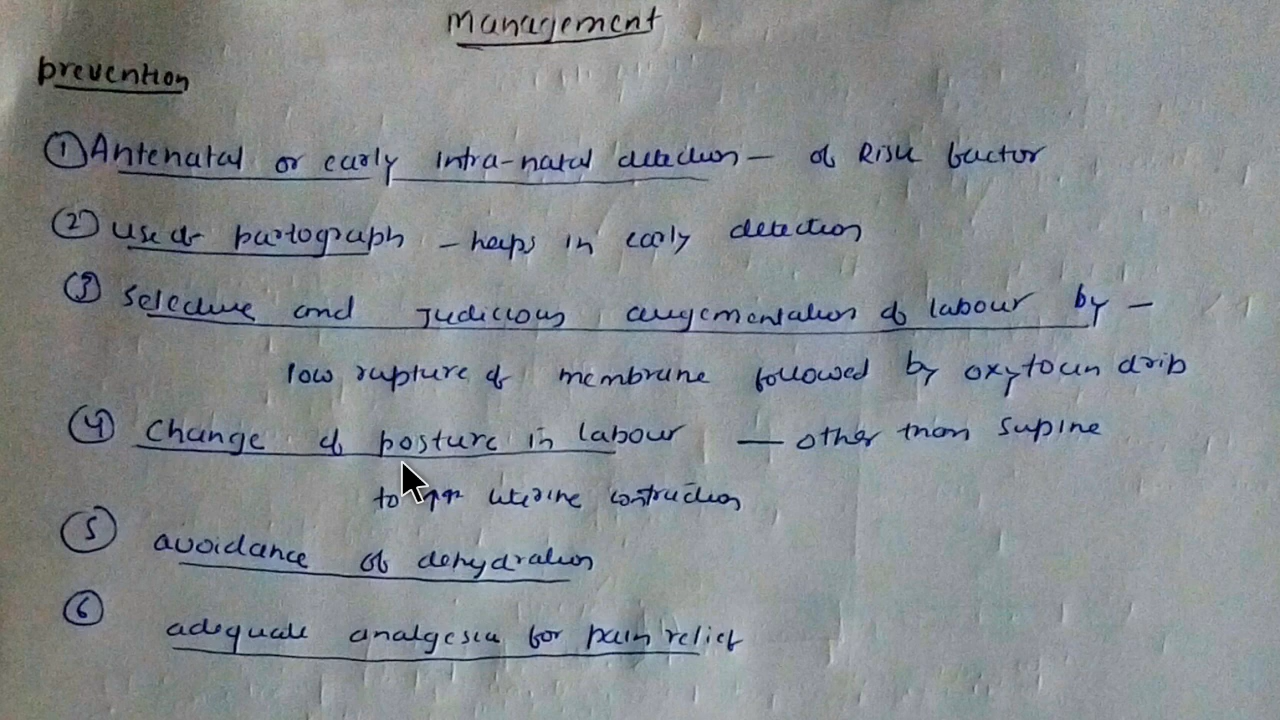 management
prevention
① Antenatal or early intra-natal detection - of Risk factor
② use of partograph - heps in early detection
③ selective and Judicious augmentation of labour by -
low rupture of membrane followed by oxytocin drip
④ change of posture in labour - other than supine
to ↑↑ uterine contraction
⑤ avoidance of dehydration
⑥ adequate analgesia for pain relief